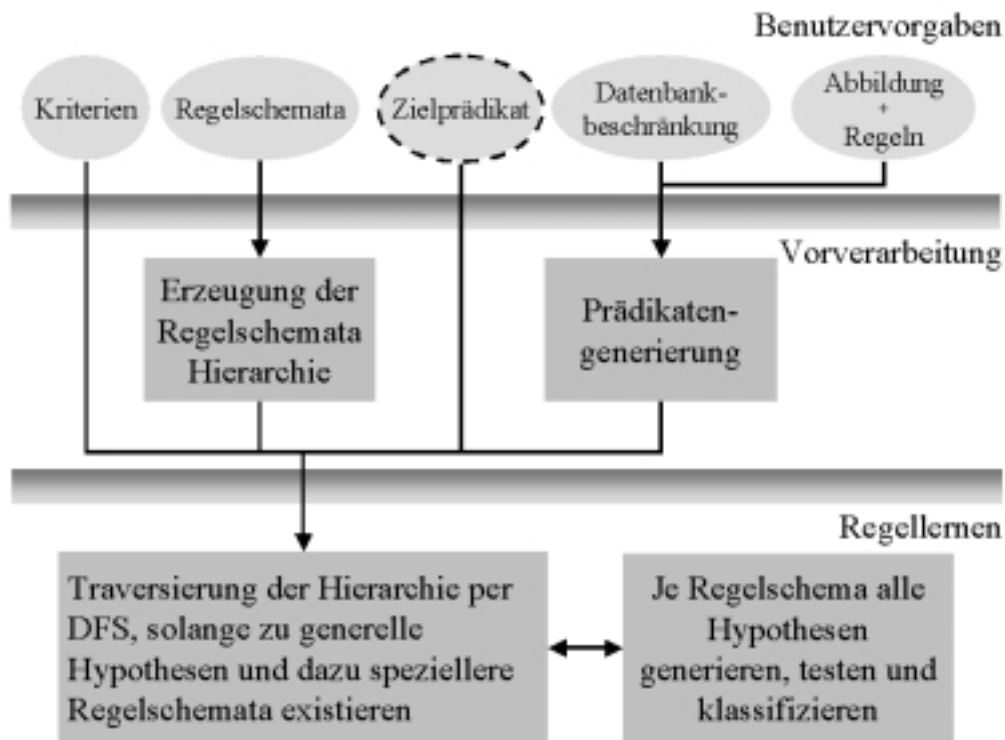 Benutzervorgaben
Kriterien
Regelschemata
Zielprädikat
Datenbank-
beschränkung
Abbildung
+
Regeln
Vorverarbeitung
Erzeugung der
Regelschemata
Hierarchie
Prädikaten-
generierung
Regellernen
Traversierung der Hierarchie per
DFS, solange zu generelle
Hypothesen und dazu speziellere
Regelschemata existieren
Je Regelschema alle
Hypothesen
generieren, testen und
klassifizieren